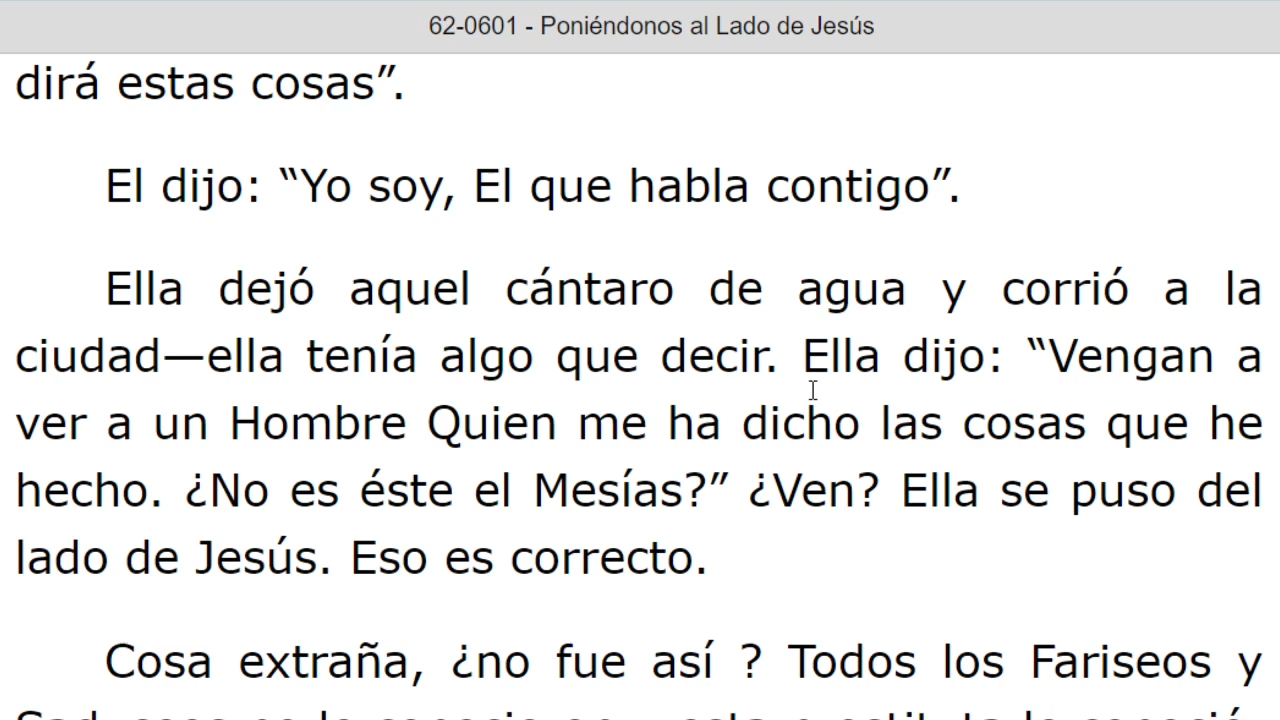 62-0601 - Poniéndonos al Lado de Jesús
dirá estas cosas”.
El dijo: “Yo soy, El que habla contigo”.
Ella dejó aquel cántaro de agua y corrió a la
ciudad—ella tenía algo que decir. Ella dijo: “Vengan a
ver a un Hombre Quien me ha dicho las cosas que he
hecho. ¿No es éste el Mesías?” ¿Ven? Ella se puso del
lado de Jesús. Eso es correcto.
Cosa extraña, ¿no fue así ? Todos los Fariseos y